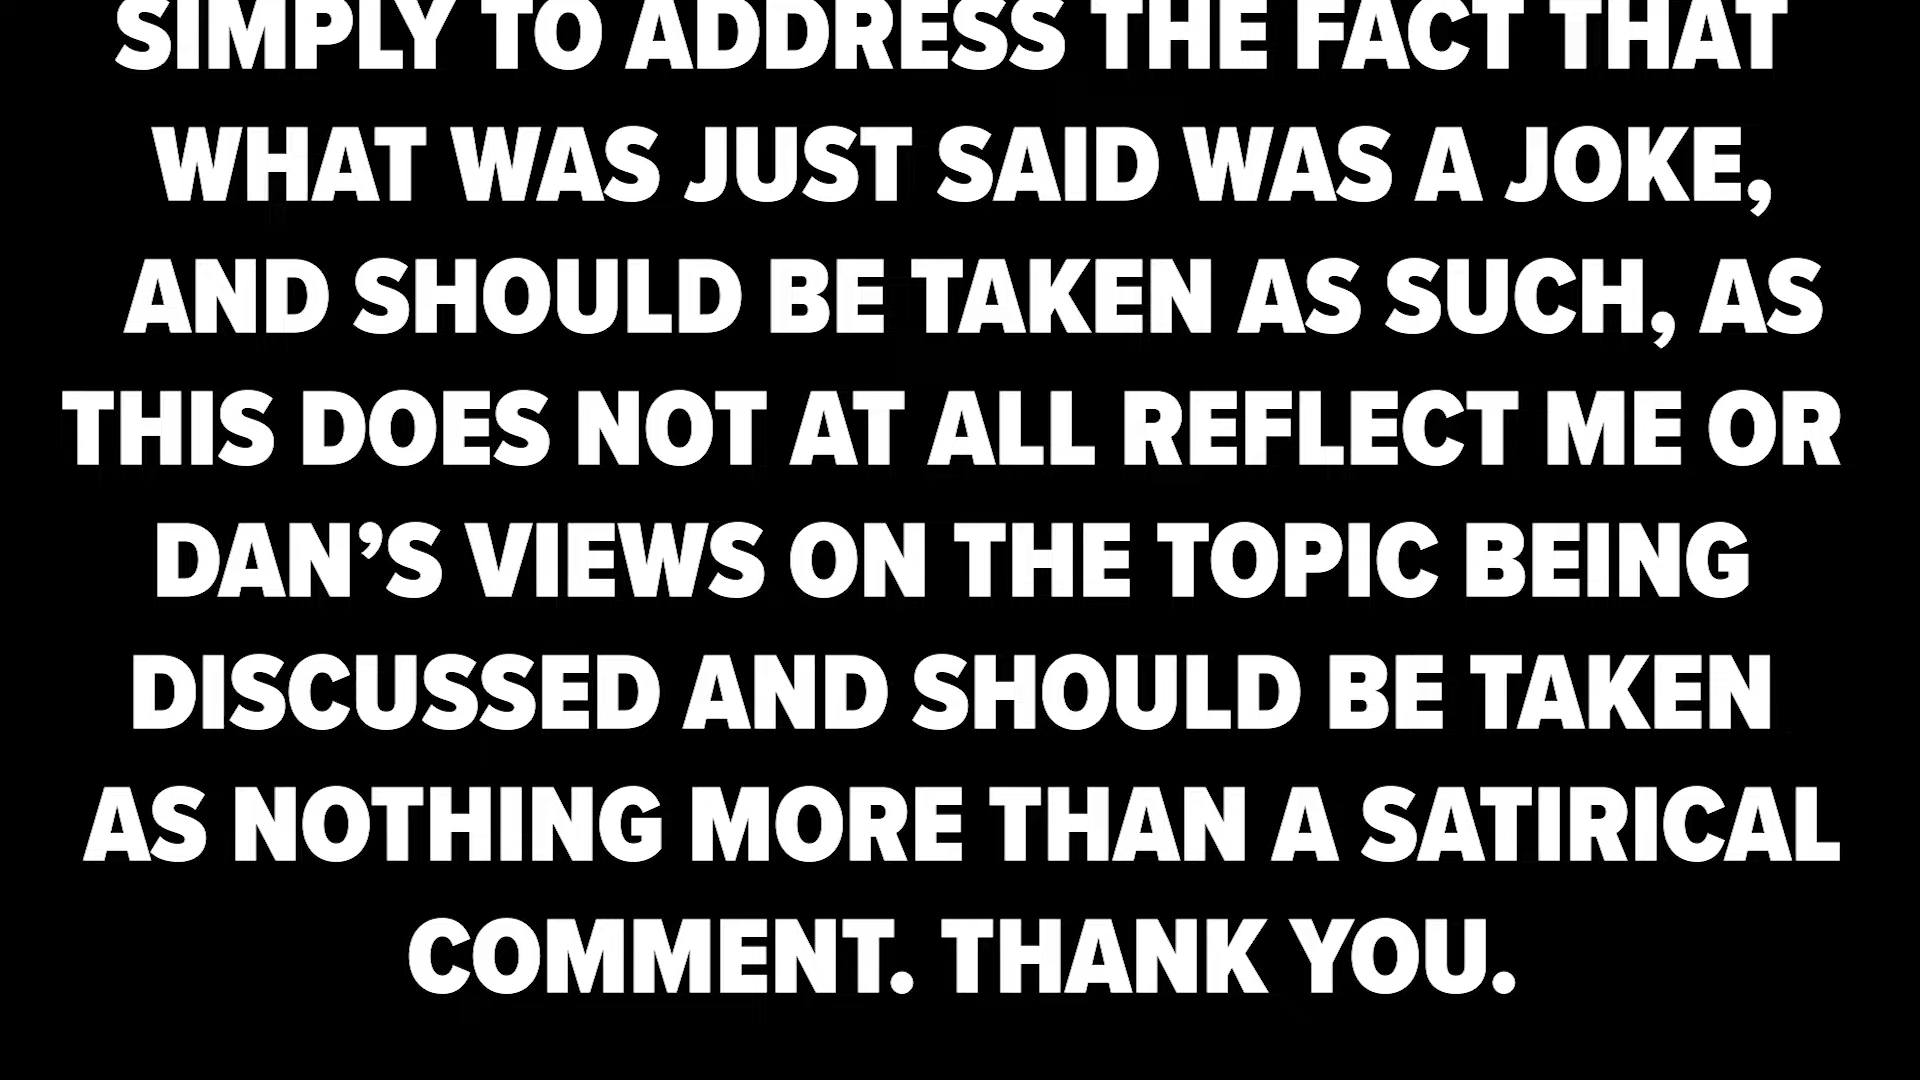 SIMPLY TO ADDRESS THE FACT THAT
WHAT WAS JUST SAID WAS A JOKE,
AND SHOULD BE TAKEN AS SUCH, AS
THIS DOES NOT AT ALL REFLECT ME OR
DAN’S VIEWS ON THE TOPIC BEING
DISCUSSED AND SHOULD BE TAKEN
AS NOTHING MORE THAN A SATIRICAL
COMMENT. THANK YOU.